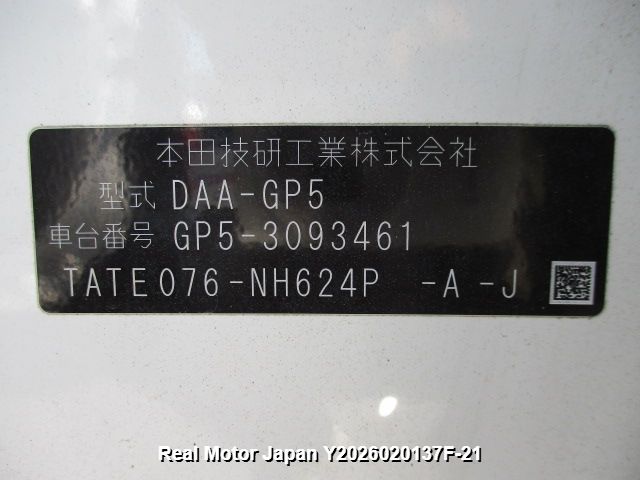 本田技研工業株式会社
型式 DAA-GP5
車台番号 GP5-3093461
TATE076-NH624P -A -J
Real Motor Japan Y2026020137F-21